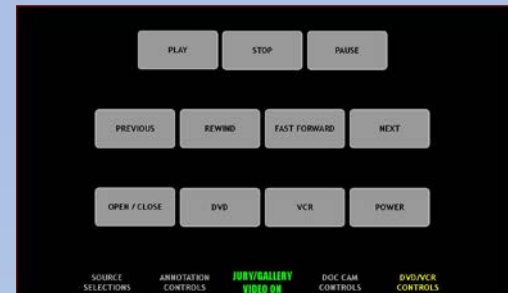 PLAY STOP PAUSE
PREVIOUS REWIND FAST FORWARD NEXT
OPEN / CLOSE DVD VCR POWER
SOURCE SELECTIONS
ANNOTATION CONTROLS
JURY/GALLERY VIDEO ON
DOC CAM CONTROLS
DVD/VCR CONTROLS